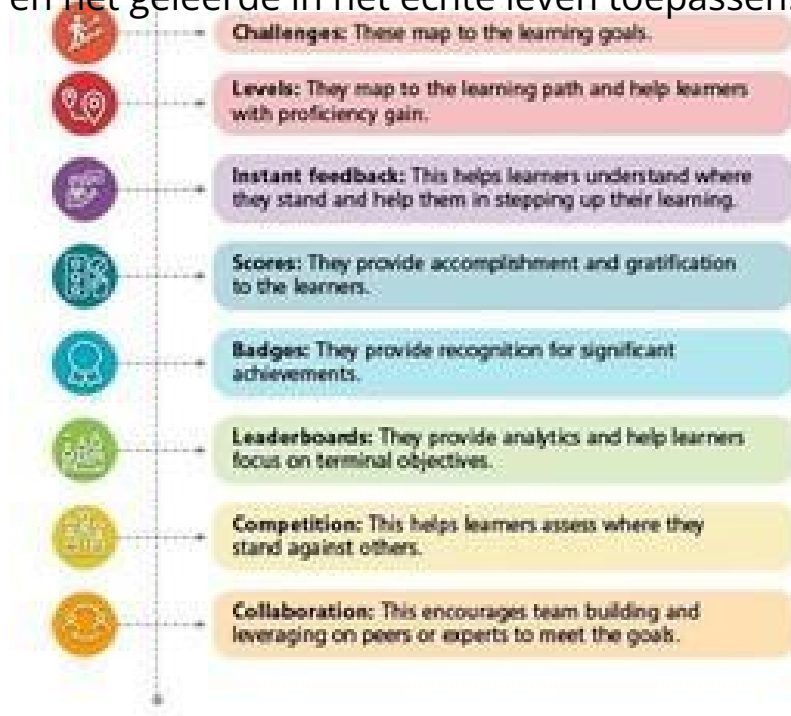 en het geleerde in het echte leven toepassen.
Challenges: These map to the learning goals.
Levels: They map to the learning path and help learners
with proficiency gain.
Instant feedback: This helps learners understand where
they stand and help them in stepping up their learning.
Scores: They provide accomplishment and gratification
to the learners.
Badges: They provide recognition for significant
achievements.
Leaderboards: They provide analytics and help learners
focus on terminal objectives.
Competition: This helps learners assess where they
stand against others.
Collaboration: This encourages team building and
leveraging on peers or experts to meet the goals.